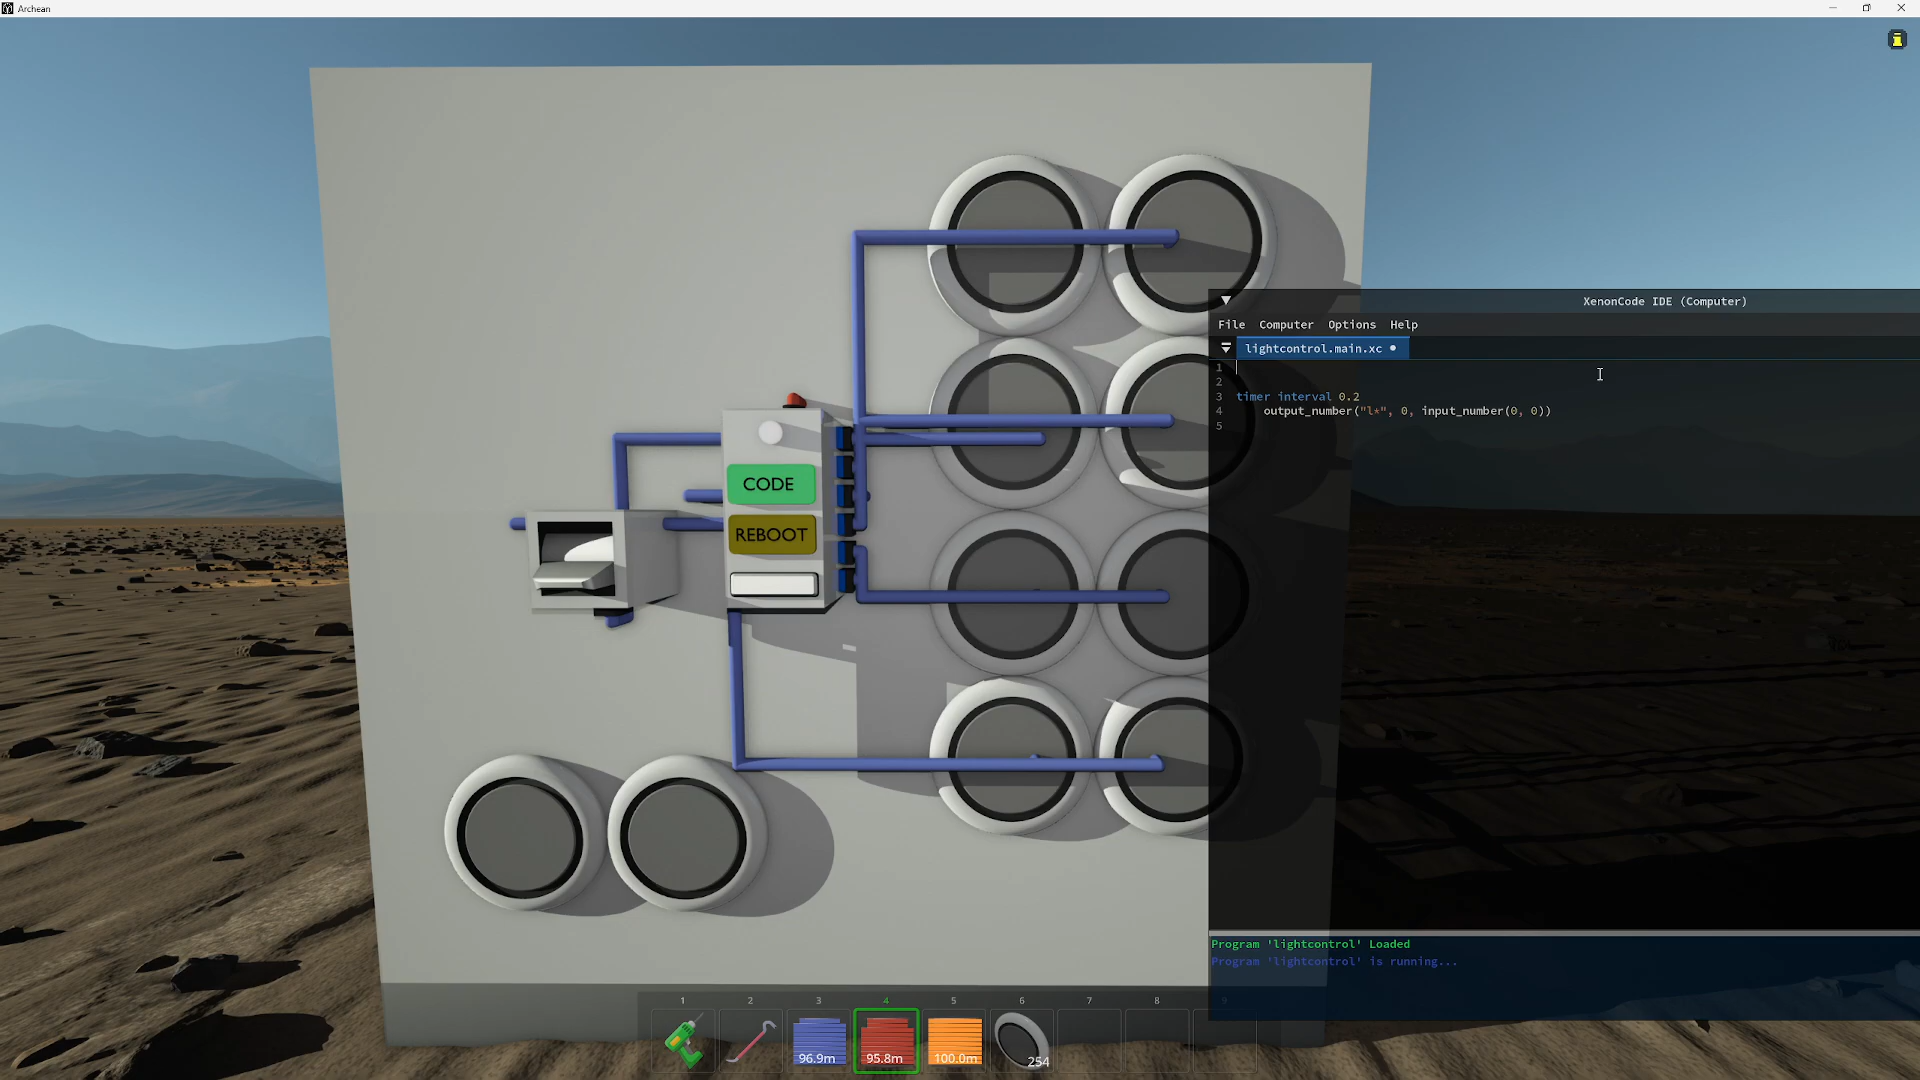 Archean
XenonCode IDE (Computer)
File Computer Options Help
lightcontrol.main.xc
1
2
3 timer interval 0.2
4 output_number("l*", 0, input_number(0, 0))
5
CODE
REBOOT
Program 'lightcontrol' Loaded
Program 'lightcontrol' is running...
1 2 3 4 5 6 7 8 9
96.9m 95.8m 100.0m 254